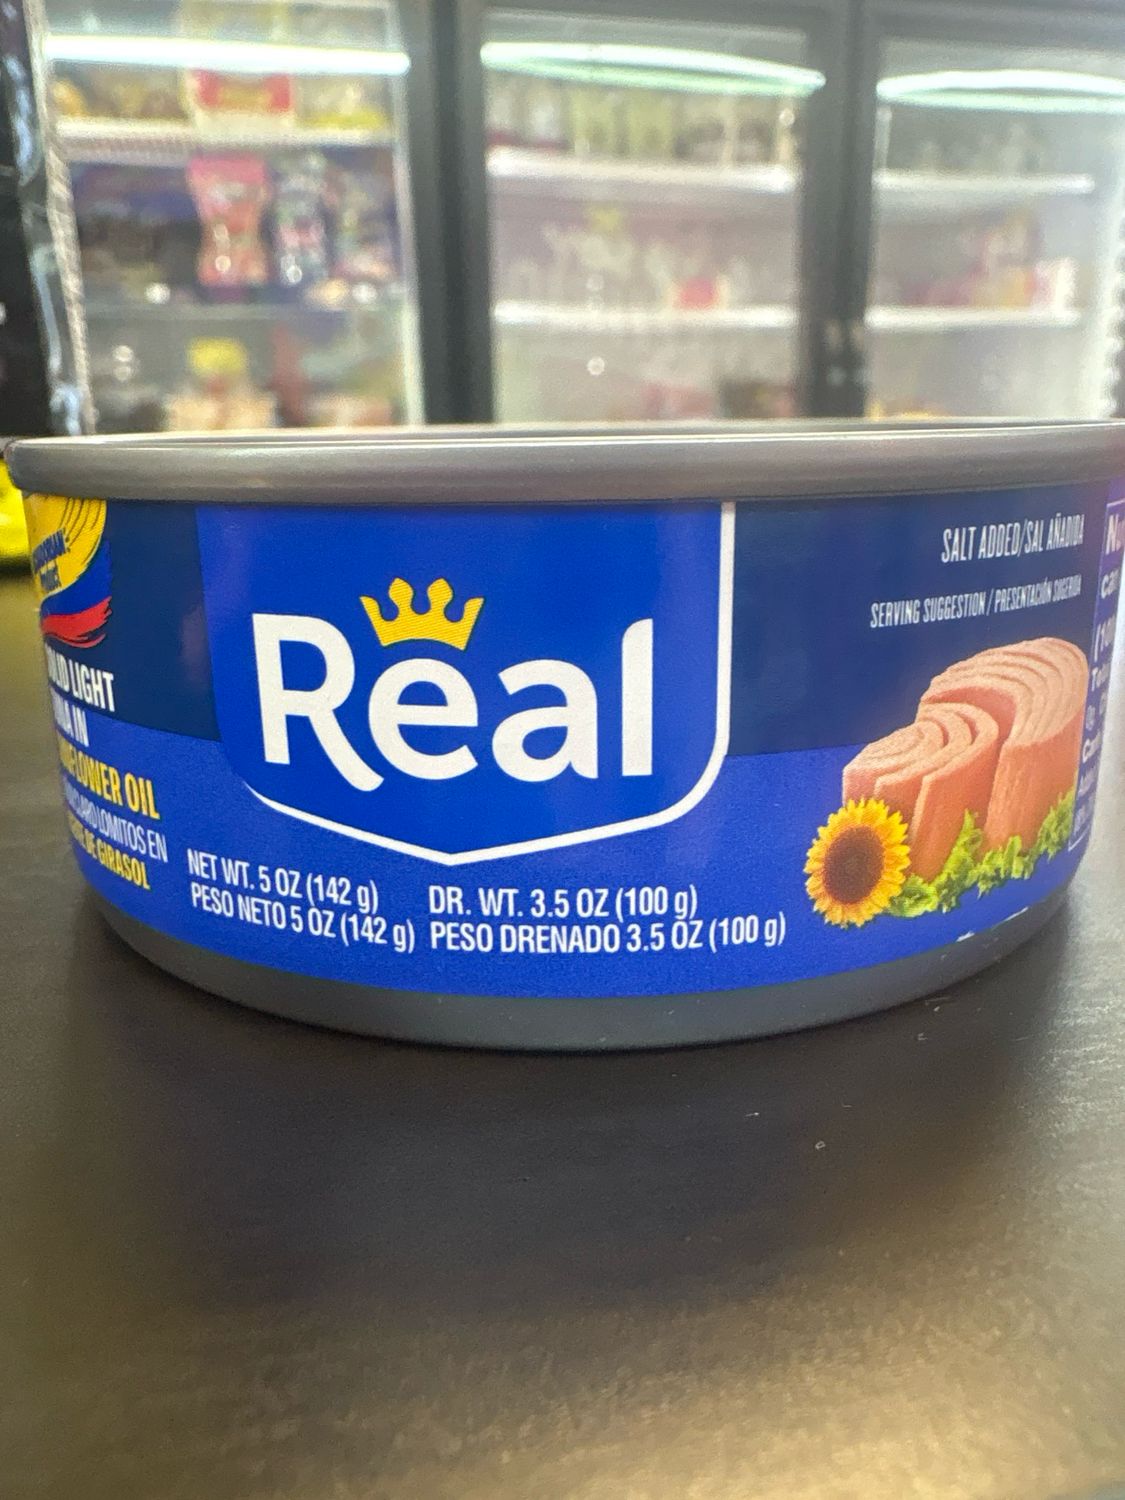 LIGHT
IN
OIL
LOMITOS EN
DE GIRASOL
Real
NET WT. 5 OZ (142 g)
PESO NETO 5 OZ (142 g)
DR. WT. 3.5 OZ (100 g)
PESO DRENADO 3.5 OZ (100 g)
SALT ADDED/SAL AÑADIDA
SERVING SUGGESTION / PRESENTACIÓN SUGERIDA